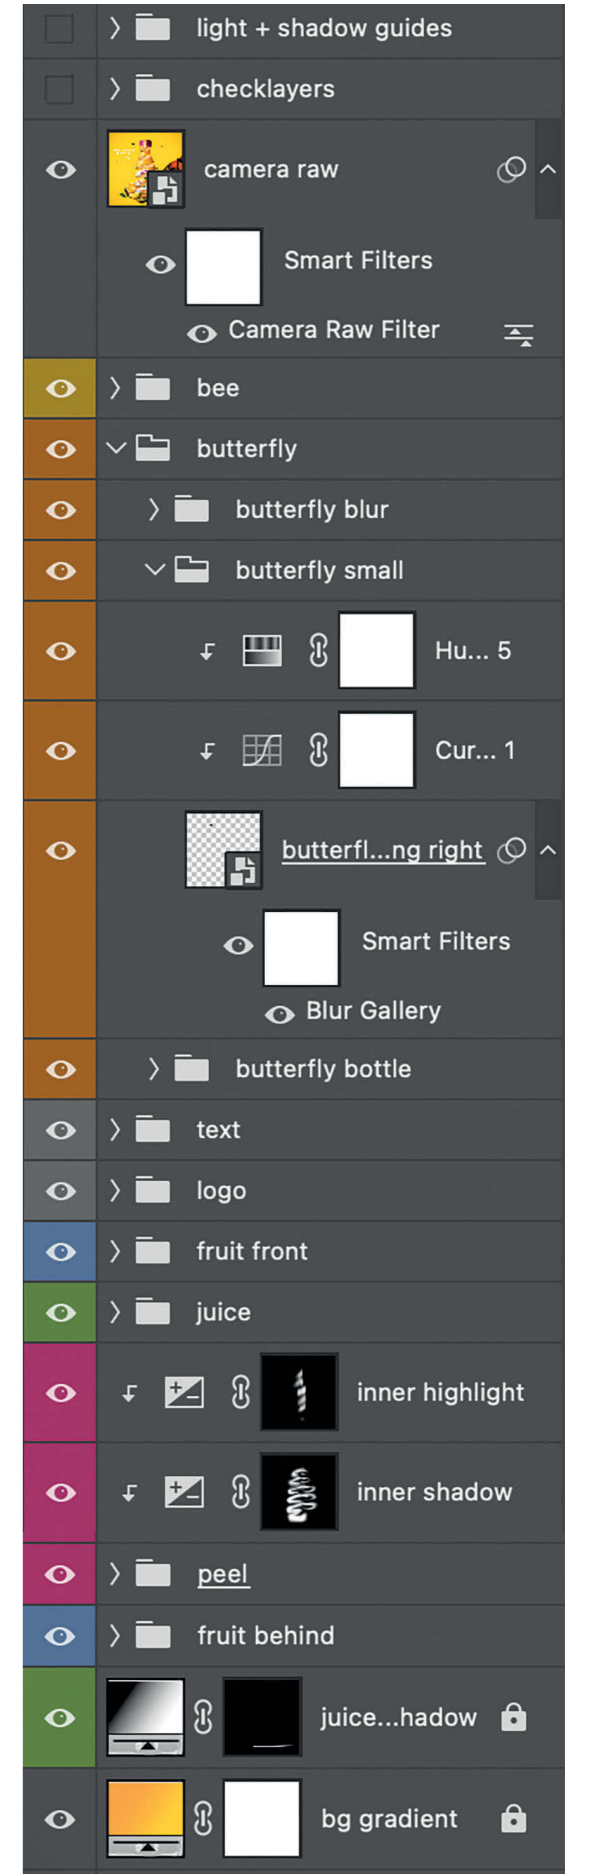 light + shadow guides
checklayers
camera raw
Smart Filters
Camera Raw Filter
bee
butterfly
butterfly blur
butterfly small
Hu... 5
Cur... 1
butterfl...ng right
Smart Filters
Blur Gallery
butterfly bottle
text
logo
fruit front
juice
inner highlight
inner shadow
peel
fruit behind
juice...hadow
bg gradient